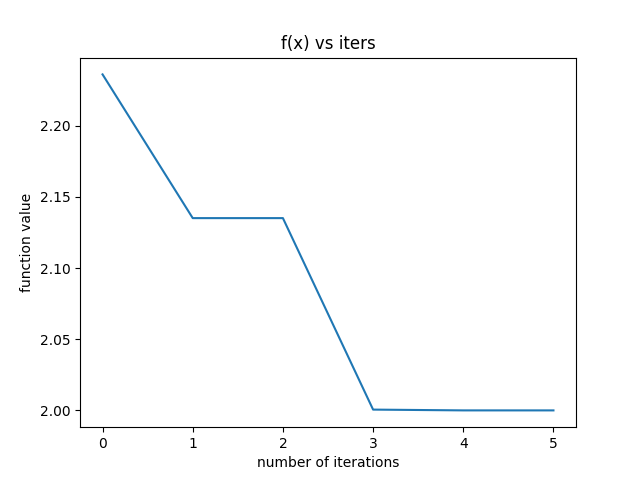 f(x) vs iters
function value
2.20
2.15
2.10
2.05
2.00
0 1 2 3 4 5
number of iterations